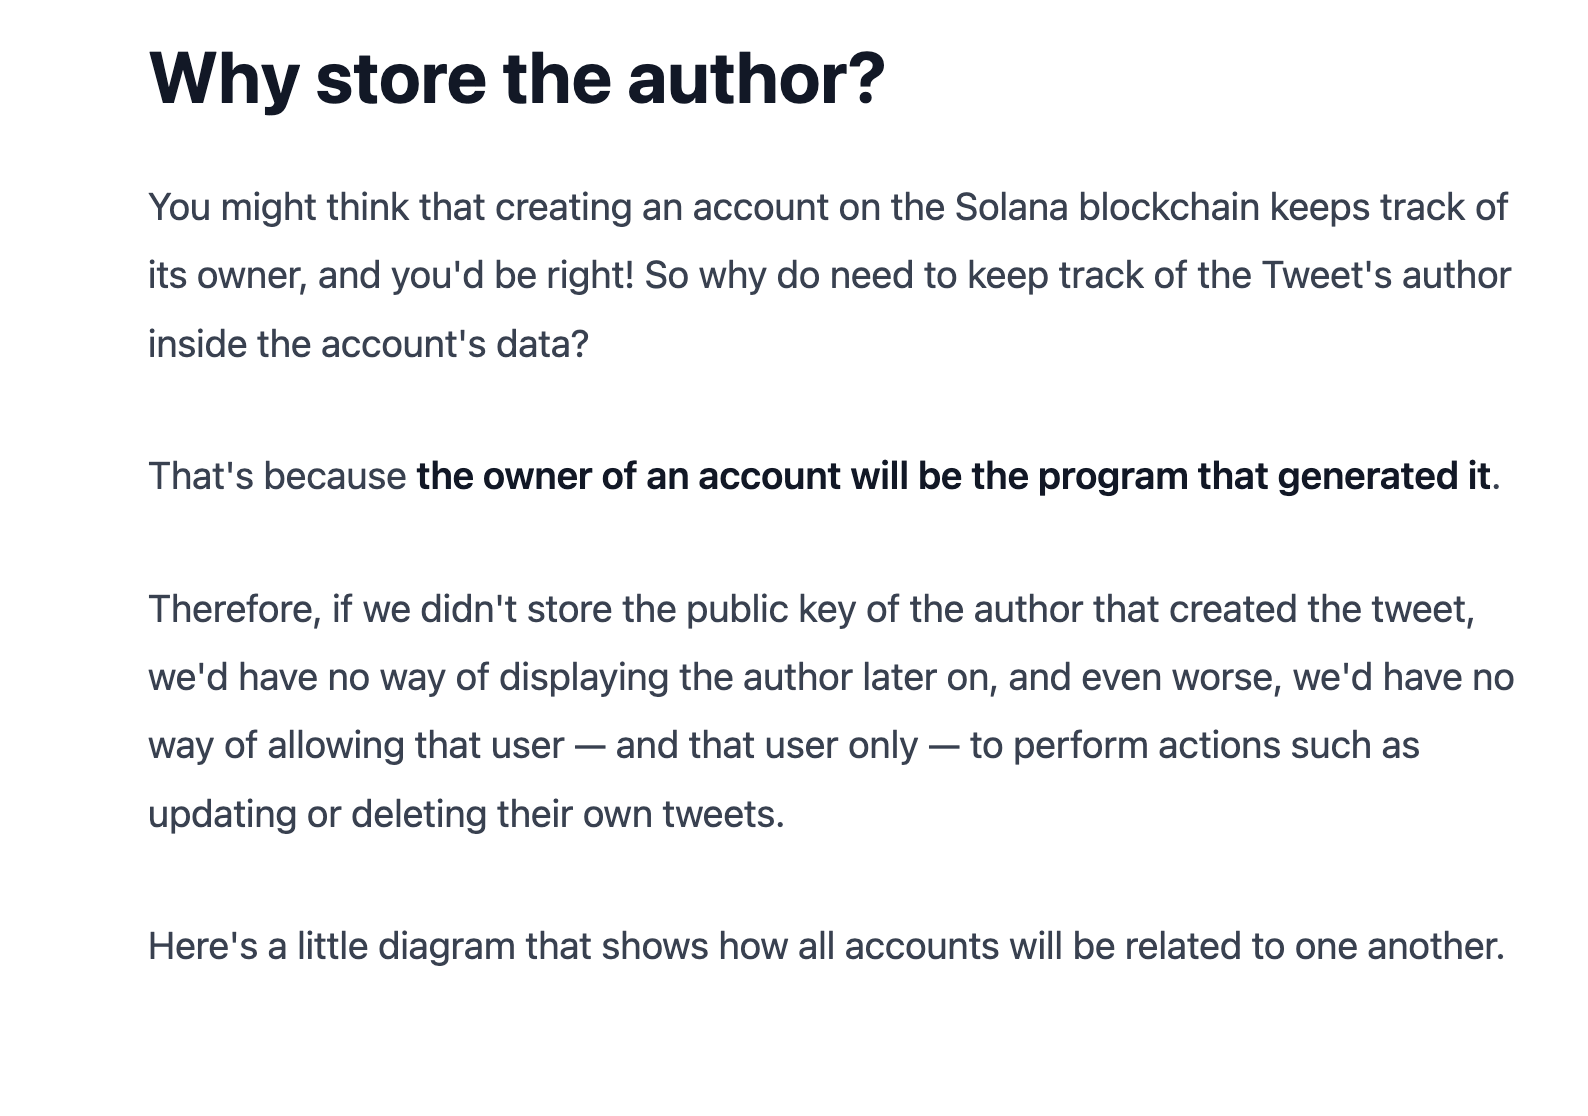 Why store the author?
You might think that creating an account on the Solana blockchain keeps track of
its owner, and you'd be right! So why do need to keep track of the Tweet's author
inside the account's data?
That's because the owner of an account will be the program that generated it.
Therefore, if we didn't store the public key of the author that created the tweet,
we'd have no way of displaying the author later on, and even worse, we'd have no
way of allowing that user — and that user only — to perform actions such as
updating or deleting their own tweets.
Here's a little diagram that shows how all accounts will be related to one another.